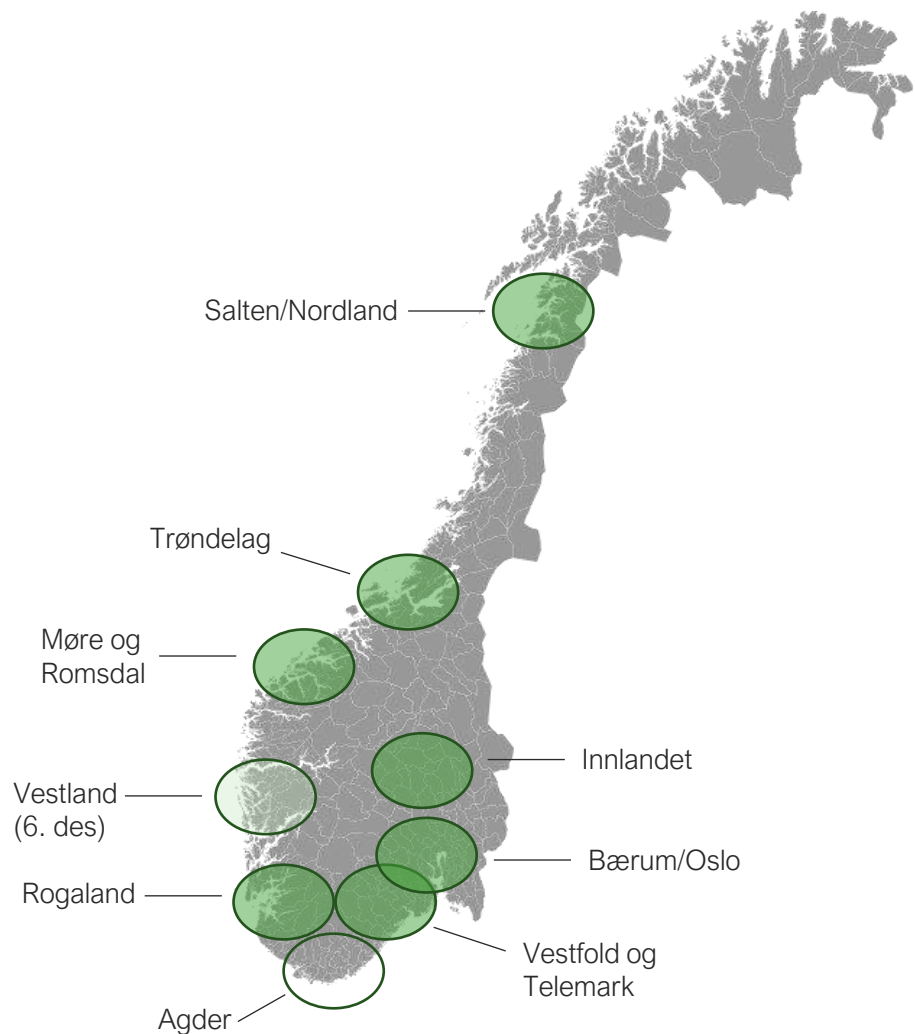 Salten/Nordland
Trøndelag
Møre og
Romsdal
Innlandet
Vestland
(6. des)
Bærum/Oslo
Rogaland
Vestfold og
Telemark
Agder